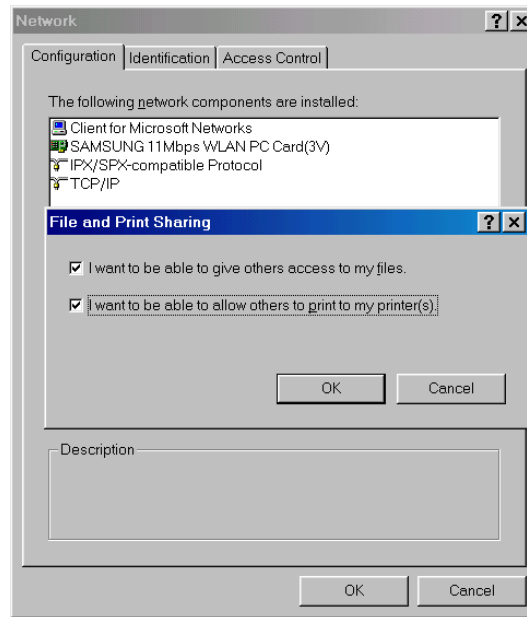 Network
Configuration Identification Access Control
The following network components are installed:
Client for Microsoft Networks
SAMSUNG 11Mbps WLAN PC Card(3V)
IPX/SPX-compatible Protocol
TCP/IP
File and Print Sharing
I want to be able to give others access to my files.
I want to be able to allow others to print to my printer(s).
OK Cancel
Description
OK Cancel